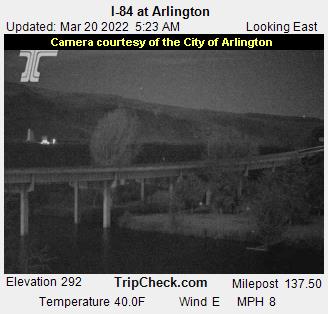 I-84 at Arlington
Updated: Mar 20 2022 5:23 AM Looking East
Camera courtesy of the City of Arlington
Elevation 292 TripCheck.com Milepost 137.50
Temperature 40.0F Wind E MPH 8